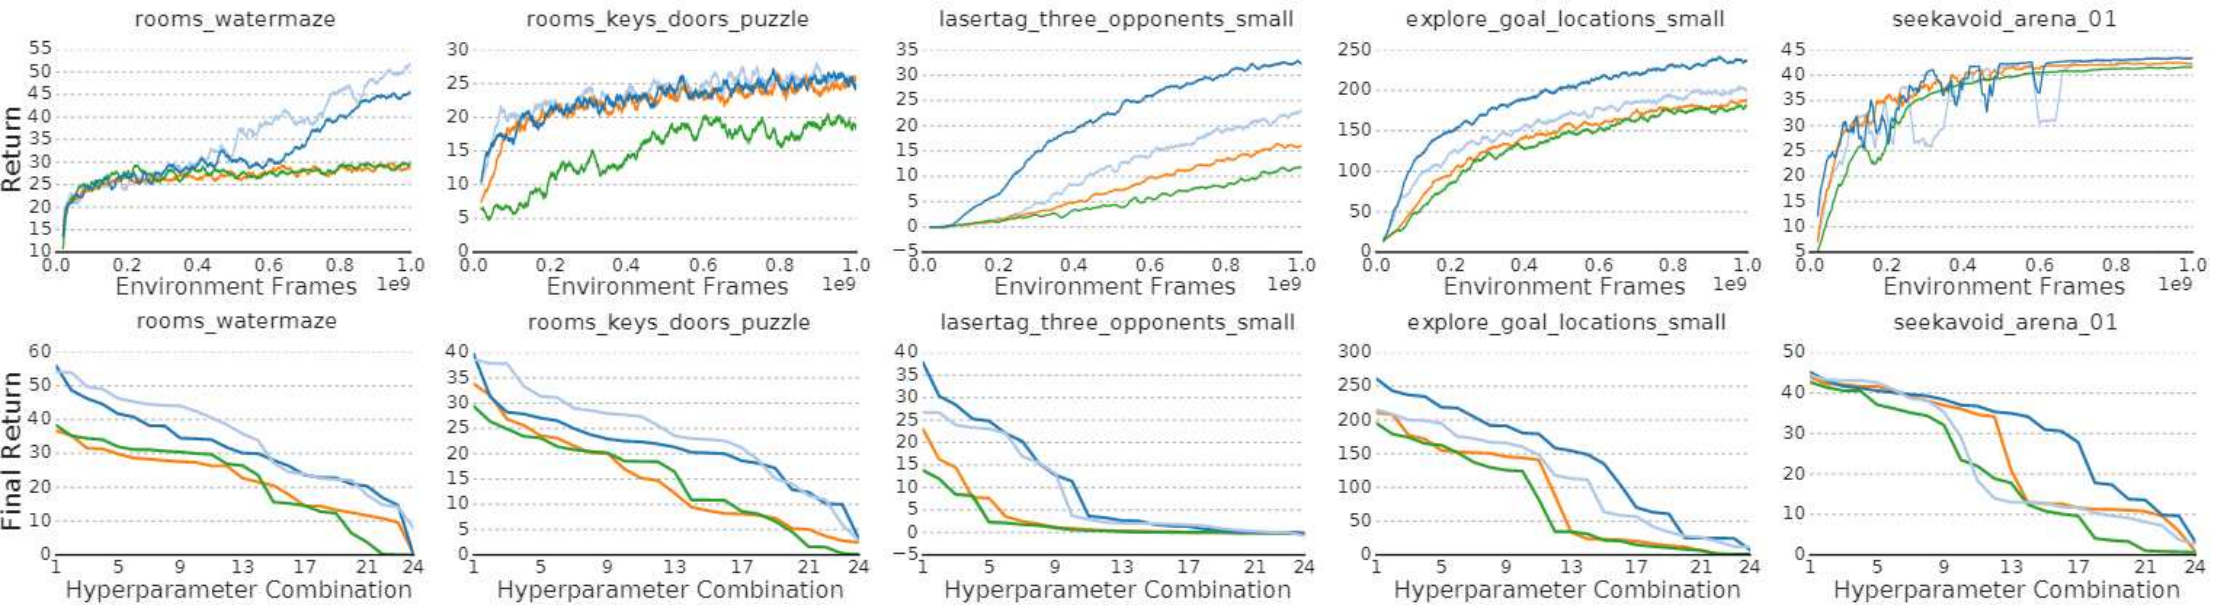 rooms_watermaze rooms_keys_doors_puzzle lasertag_three_opponents_small explore_goal_locations_small seekavoid_arena_01
55 30 35 250 45
50 25 30 200 40
45 20 25 150 35
40 15 20 100 30
35 10 15 50 25
30 5 10 0 20
25 0 5 15
20 0 10
15 −5 5
10
Return
0.0 0.2 0.4 0.6 0.8 1.0 0.0 0.2 0.4 0.6 0.8 1.0 0.0 0.2 0.4 0.6 0.8 1.0 0.0 0.2 0.4 0.6 0.8 1.0 0.0 0.2 0.4 0.6 0.8 1.0
Environment Frames 1e9 Environment Frames 1e9 Environment Frames 1e9 Environment Frames 1e9 Environment Frames 1e9
rooms_watermaze rooms_keys_doors_puzzle lasertag_three_opponents_small explore_goal_locations_small seekavoid_arena_01
60 40 40 300 50
50 35 35 250 40
40 30 30 200 30
30 25 25 150 20
20 20 20 100 10
10 15 15 50 0
0 10 10 0
5 5
0 0
−5
Final Return
1 5 9 13 17 21 24 1 5 9 13 17 21 24 1 5 9 13 17 21 24 1 5 9 13 17 21 24 1 5 9 13 17 21 24
Hyperparameter Combination Hyperparameter Combination Hyperparameter Combination Hyperparameter Combination Hyperparameter Combination